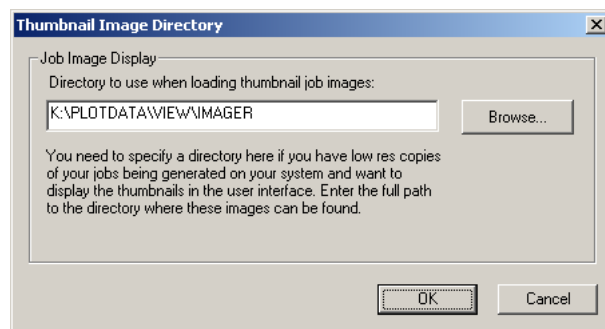 Thumbnail Image Directory
Job Image Display
Directory to use when loading thumbnail job images:
K:\PLOTDATA\VIEW\IMAGER
Browse...
You need to specify a directory here if you have low res copies
of your jobs being generated on your system and want to
display the thumbnails in the user interface. Enter the full path
to the directory where these images can be found.
OK
Cancel